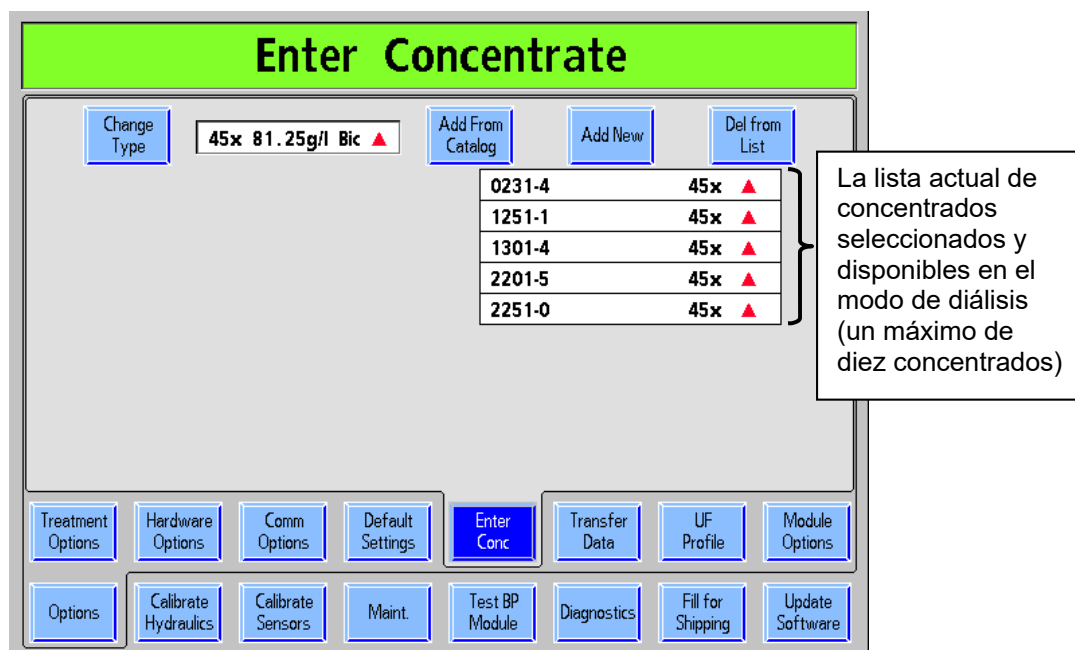 Enter Concentrate
Change
Type
45x 81.25g/l Bic
Add From
Catalog
Add New
Del from
List
0231-4 45x
1251-1 45x
1301-4 45x
2201-5 45x
2251-0 45x
La lista actual de
concentrados
seleccionados y
disponibles en el
modo de diálisis
(un máximo de
diez concentrados)
Treatment
Options
Hardware
Options
Comm
Options
Default
Settings
Enter
Conc
Transfer
Data
UF
Profile
Module
Options
Options
Calibrate
Hydraulics
Calibrate
Sensors
Maint.
Test BP
Module
Diagnostics
Fill for
Shipping
Update
Software